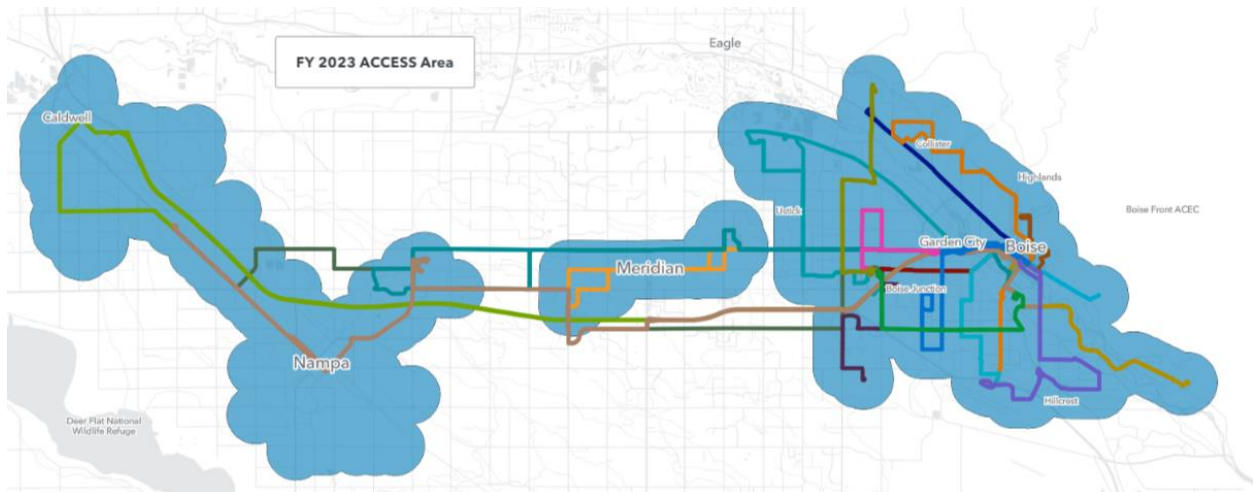 Eagle
FY 2023 ACCESS Area
Caldwell
Collister
Highlands
Ustick
Boise Front ACEC
Garden City
Boise
Meridian
Boise Junction
Nampa
Hillcrest
Deer Flat National
Wildlife Refuge